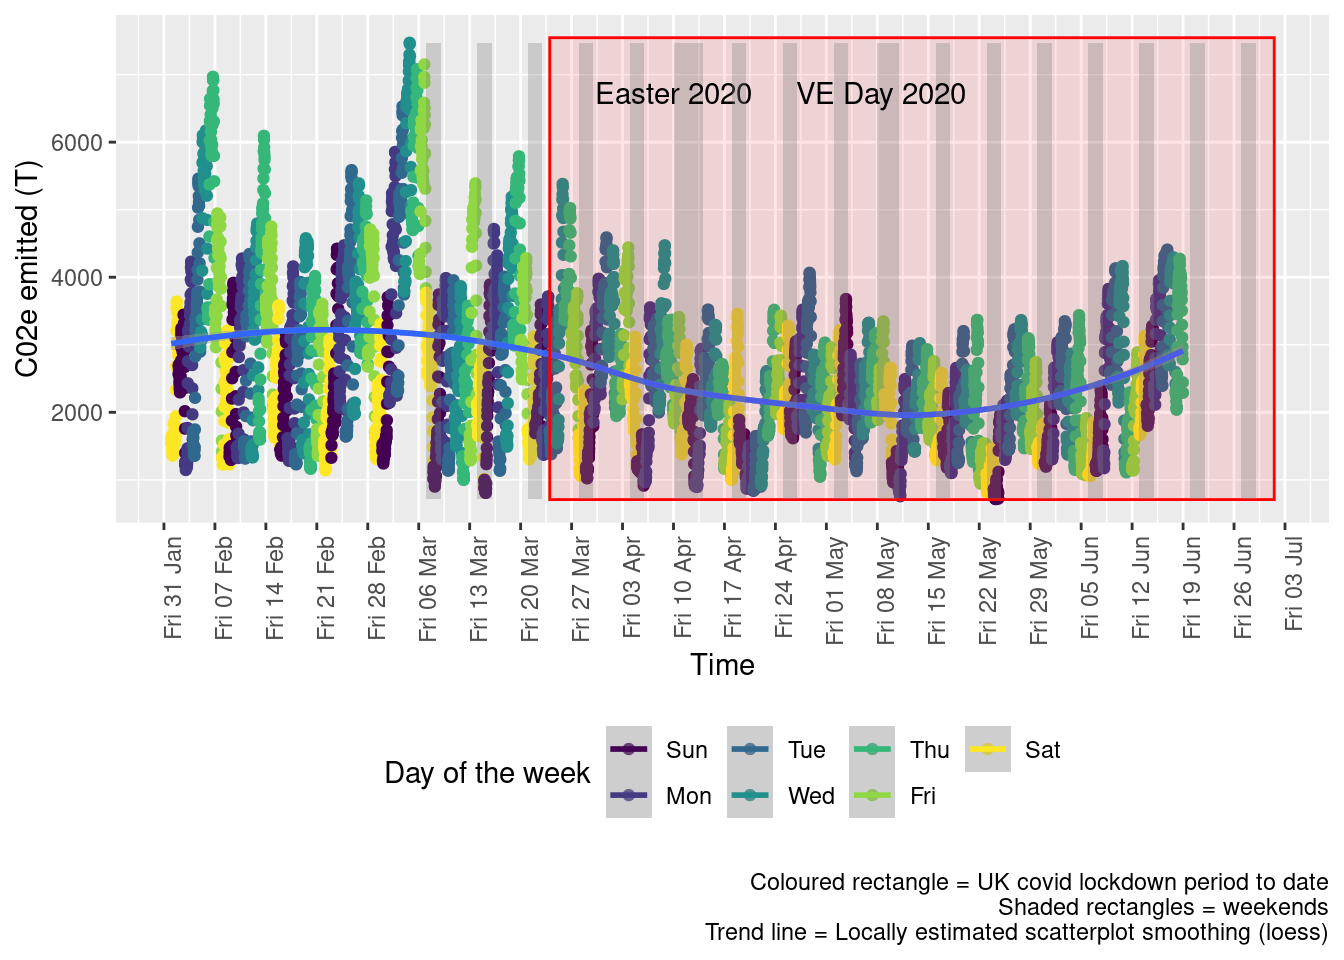 Easter 2020 VE Day 2020
6000
4000
2000
C02e emitted (T)
Fri 31 Jan
Fri 07 Feb
Fri 14 Feb
Fri 21 Feb
Fri 28 Feb
Fri 06 Mar
Fri 13 Mar
Fri 20 Mar
Fri 27 Mar
Fri 03 Apr
Fri 10 Apr
Fri 17 Apr
Fri 24 Apr
Fri 01 May
Fri 08 May
Fri 15 May
Fri 22 May
Fri 29 May
Fri 05 Jun
Fri 12 Jun
Fri 19 Jun
Fri 26 Jun
Fri 03 Jul
Time
Day of the week
Sun Tue Thu Sat
Mon Wed Fri
Coloured rectangle = UK covid lockdown period to date
Shaded rectangles = weekends
Trend line = Locally estimated scatterplot smoothing (loess)